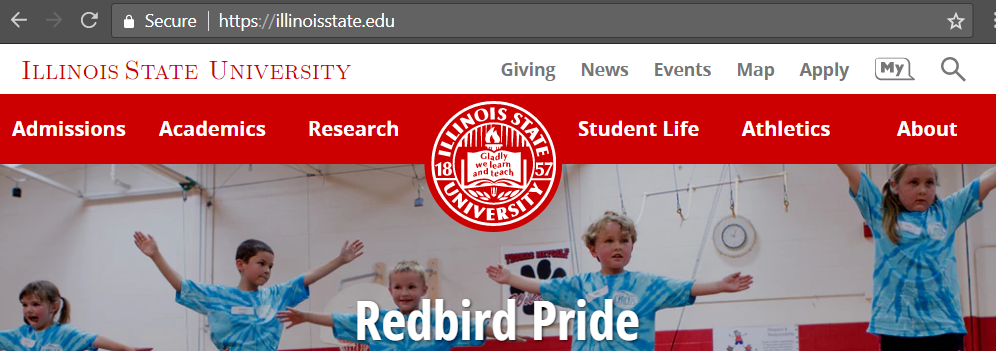 Secure https://illinoisstate.edu
ILLINOIS STATE UNIVERSITY
Giving News Events Map Apply My
Admissions Academics Research Student Life Athletics About
ILLINOIS STATE
Gladly
we learn
and teach
18 57
UNIVERSITY
Redbird Pride